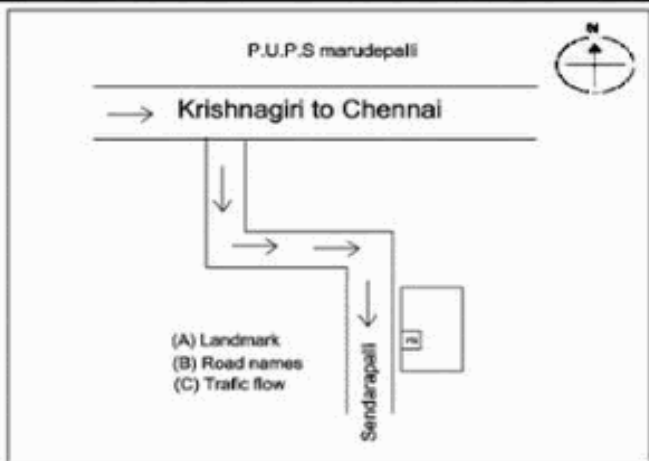 P.U.P.S marudepalli
N
Krishnagiri to Chennai
(A) Landmark
(B) Road names
(C) Trafic flow
Sendarapalli